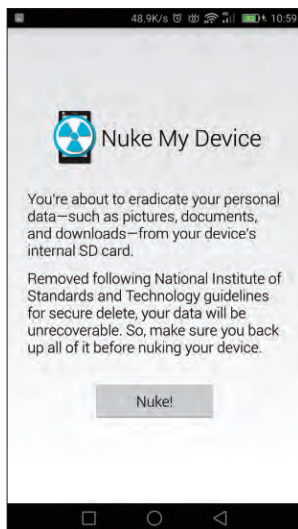 48.9K/s 10:59
Nuke My Device
You're about to eradicate your personal
data—such as pictures, documents,
and downloads—from your device's
internal SD card.
Removed following National Institute of
Standards and Technology guidelines
for secure delete, your data will be
unrecoverable. So, make sure you back
up all of it before nuking your device.
Nuke!